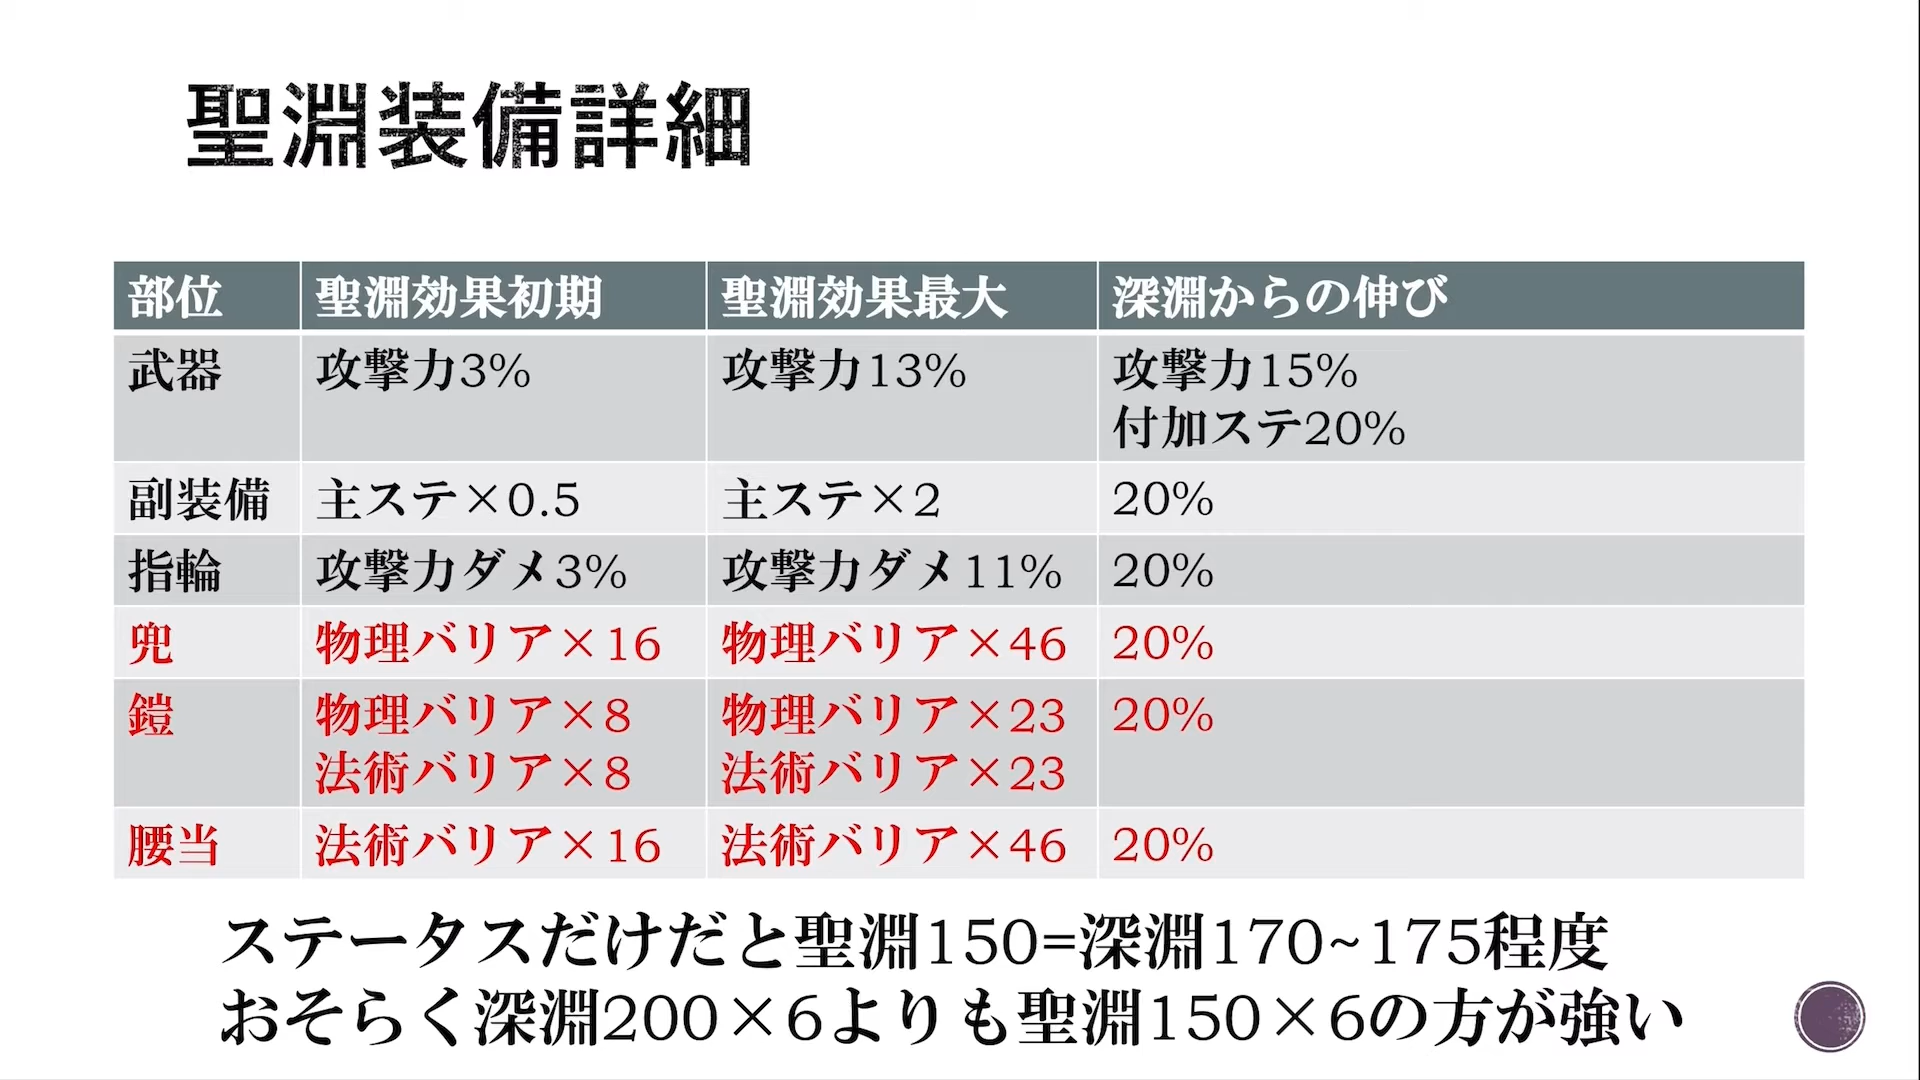 聖淵装備詳細
部位 聖淵効果初期 聖淵効果最大 深淵からの伸び
武器 攻撃力3% 攻撃力13% 攻撃力15%
付加ステ20%
副装備 主ステ×0.5 主ステ×2 20%
指輪 攻撃力ダメ3% 攻撃力ダメ11% 20%
兜 物理バリア×16 物理バリア×46 20%
鎧 物理バリア×8 物理バリア×23 20%
法術バリア×8 法術バリア×23
腰当 法術バリア×16 法術バリア×46 20%
ステータスだけだと聖淵150=深淵170~175程度
おそらく深淵200×6よりも聖淵150×6の方が強い